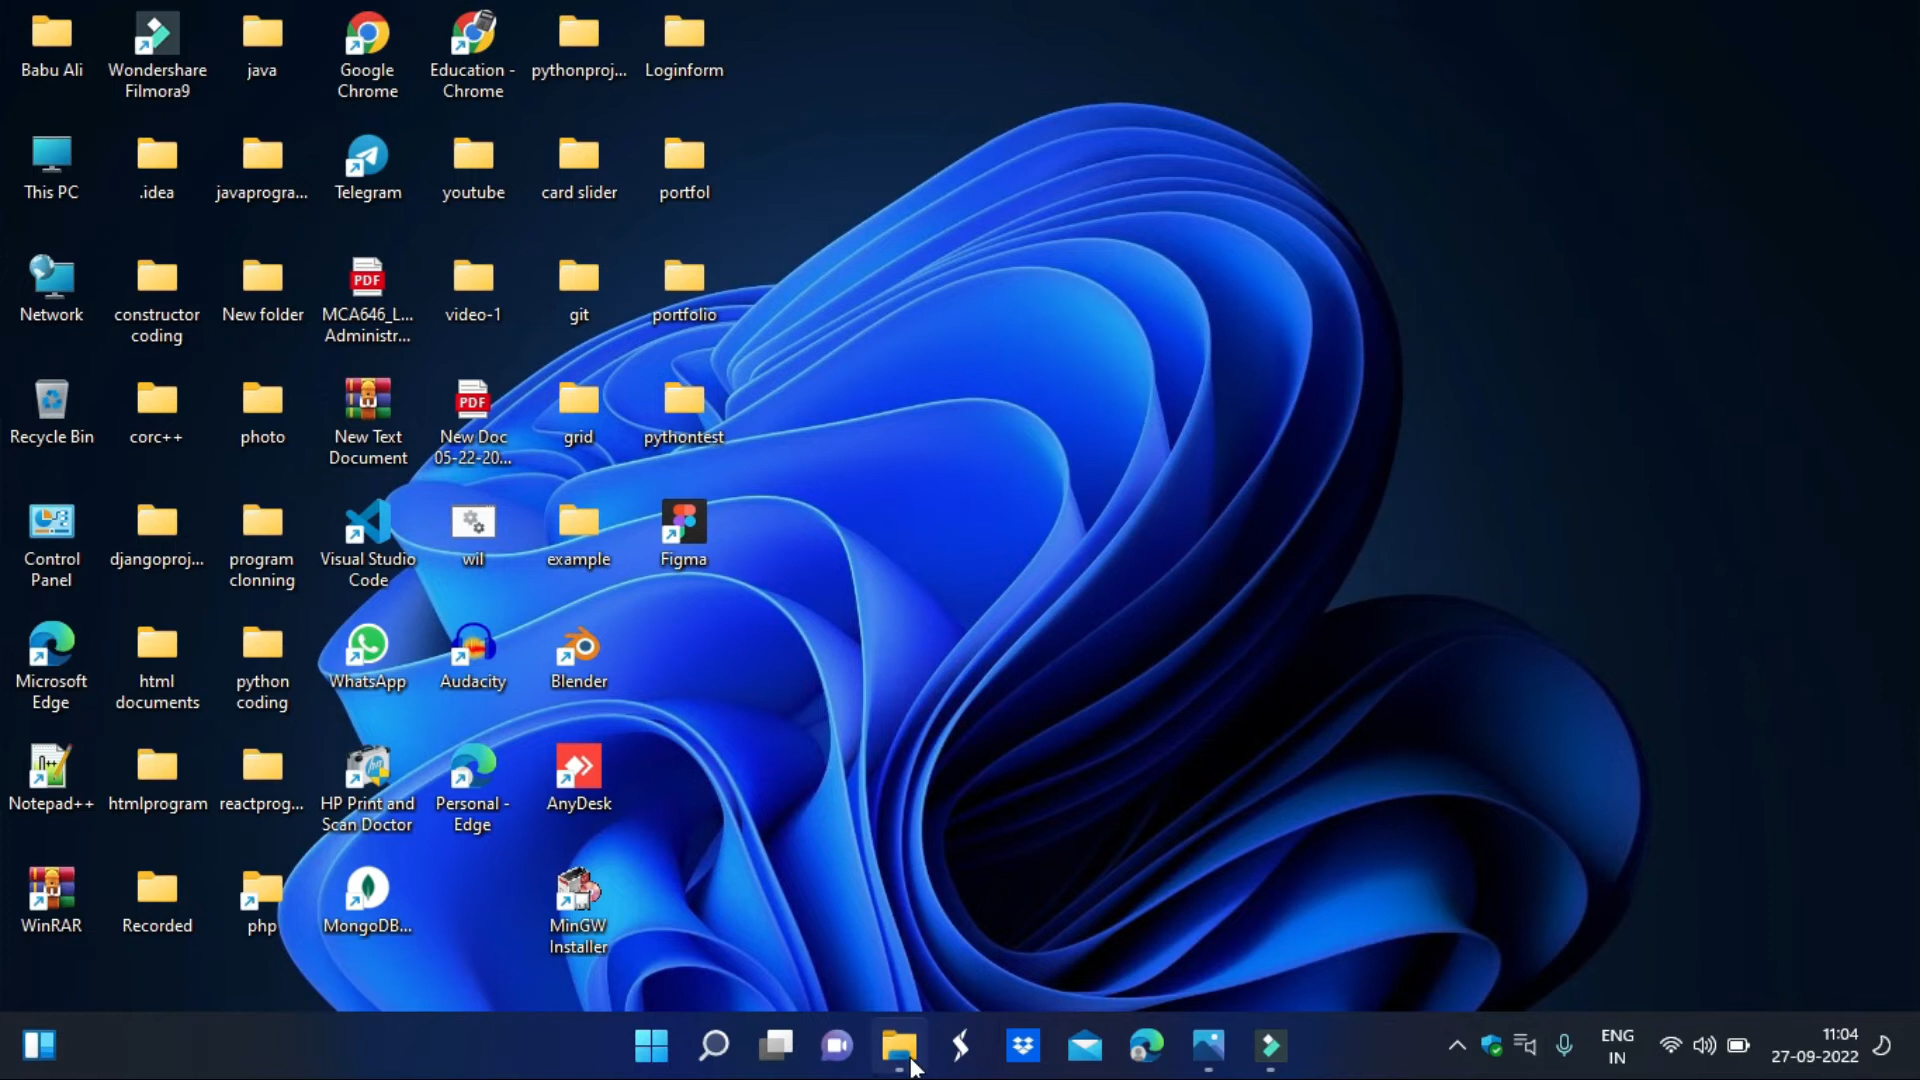 Babu Ali
Wondershare
Filmora9
java
Google
Chrome
Education -
Chrome
pythonproj...
Loginform
This PC
.idea
javaprogra...
Telegram
youtube
card slider
portfol
Network
constructor
coding
New folder
MCA646_L...
Administr...
video-1
git
portfolio
Recycle Bin
corc++
photo
New Text
Document
New Doc
05-22-20...
grid
pythontest
Control
Panel
djangoproj...
program
clonning
Visual Studio
Code
wil
example
Figma
Microsoft
Edge
html
documents
python
coding
WhatsApp
Audacity
Blender
Notepad++
htmlprogram
reactprog...
HP Print and
Scan Doctor
Personal -
Edge
AnyDesk
WinRAR
Recorded
php
MongoDB...
MinGW
Installer
PDF
PDF
ENG
IN
11:04
27-09-2022